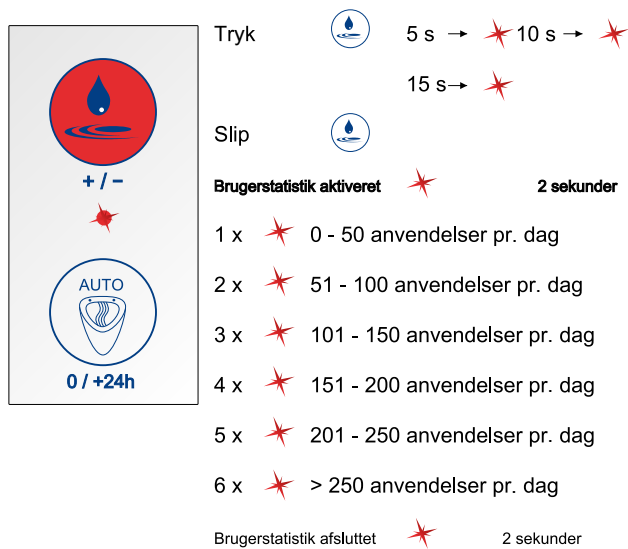 + / −
AUTO
0 / +24h
Tryk 5 s → 10 s →
15 s →
Slip
Brugerstatistik aktiveret 2 sekunder
1 x 0 - 50 anvendelser pr. dag
2 x 51 - 100 anvendelser pr. dag
3 x 101 - 150 anvendelser pr. dag
4 x 151 - 200 anvendelser pr. dag
5 x 201 - 250 anvendelser pr. dag
6 x > 250 anvendelser pr. dag
Brugerstatistik afsluttet 2 sekunder